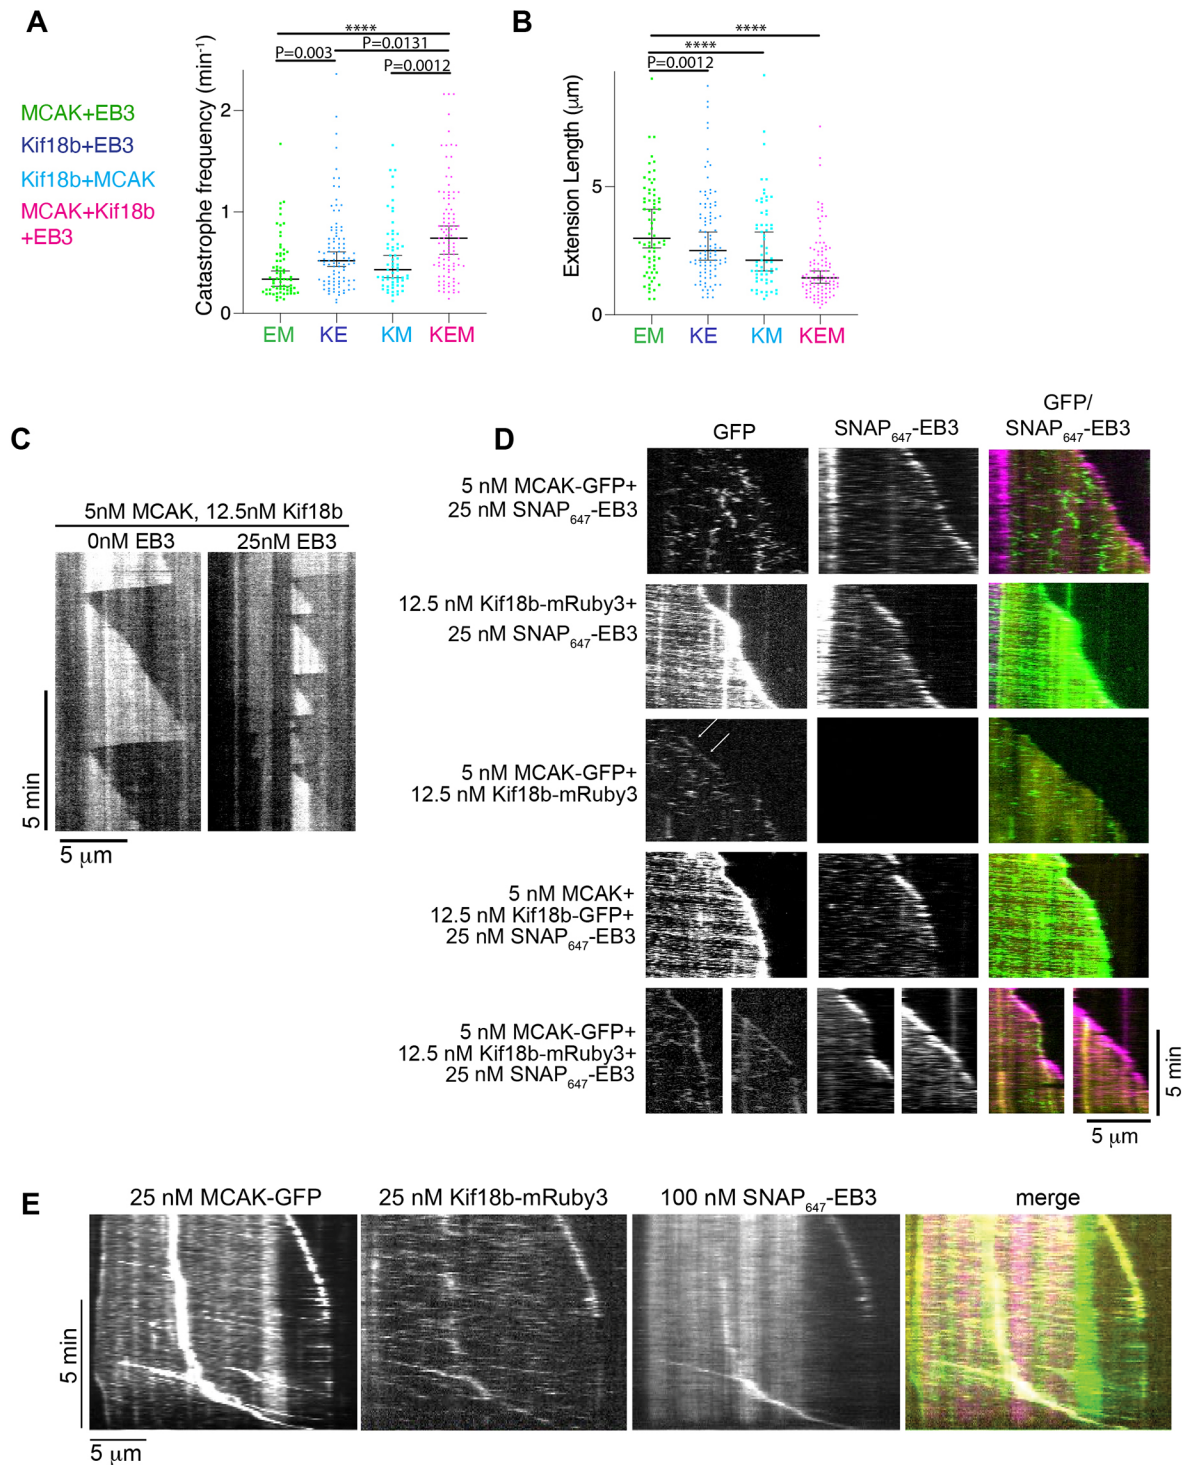 A
Catastrophe frequency (min⁻¹)
****
P=0.0131
P=0.003
P=0.0012
2
1
0
EM
KE
KM
KEM
MCAK+EB3
Kif18b+EB3
Kif18b+MCAK
MCAK+Kif18b
+EB3
B
Extension Length (μm)
****
****
P=0.0012
5
0
EM
KE
KM
KEM
C
5nM MCAK, 12.5nM Kif18b
0nM EB3
25nM EB3
5 min
5 μm
D
GFP
SNAP₆₄₇-EB3
GFP/
SNAP₆₄₇-EB3
5 nM MCAK-GFP+
25 nM SNAP₆₄₇-EB3
12.5 nM Kif18b-mRuby3+
25 nM SNAP₆₄₇-EB3
5 nM MCAK-GFP+
12.5 nM Kif18b-mRuby3
5 nM MCAK+
12.5 nM Kif18b-GFP+
25 nM SNAP₆₄₇-EB3
5 nM MCAK-GFP+
12.5 nM Kif18b-mRuby3+
25 nM SNAP₆₄₇-EB3
5 min
5 μm
E
25 nM MCAK-GFP
25 nM Kif18b-mRuby3
100 nM SNAP₆₄₇-EB3
merge
5 min
5 μm